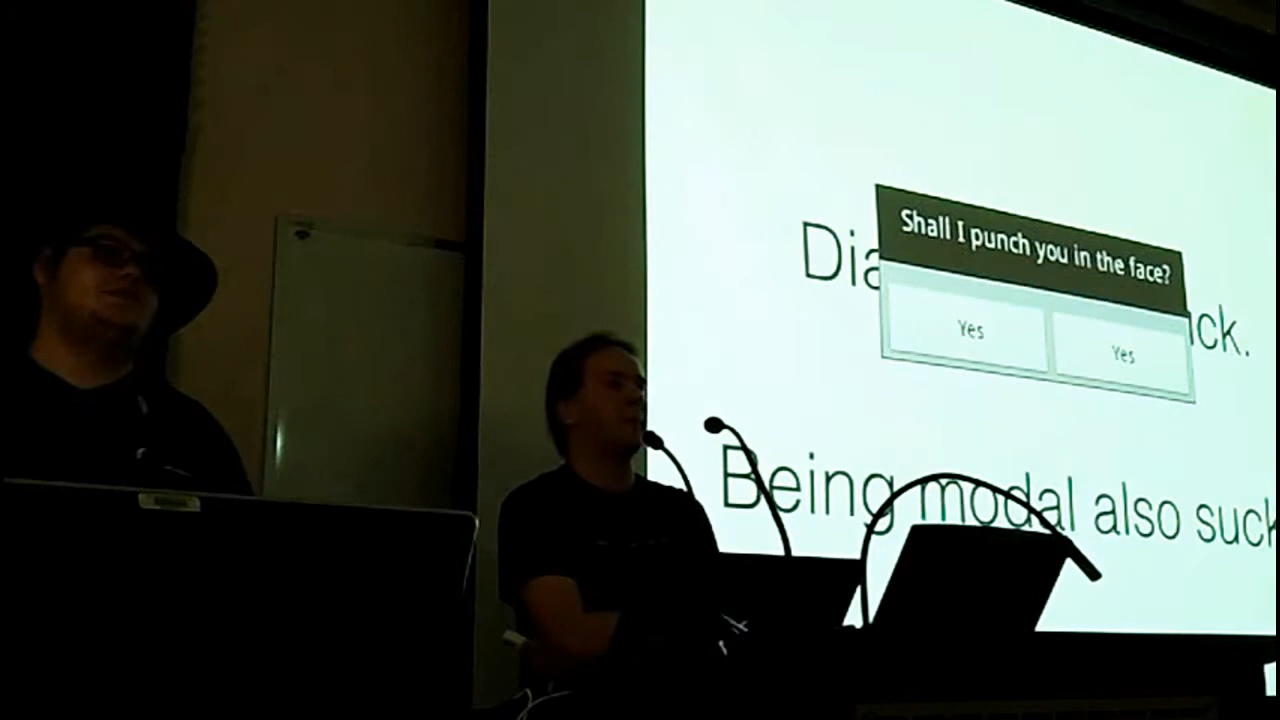 Shall I punch you in the face?
Dia
ck.
Yes
Yes
Being modal also suck